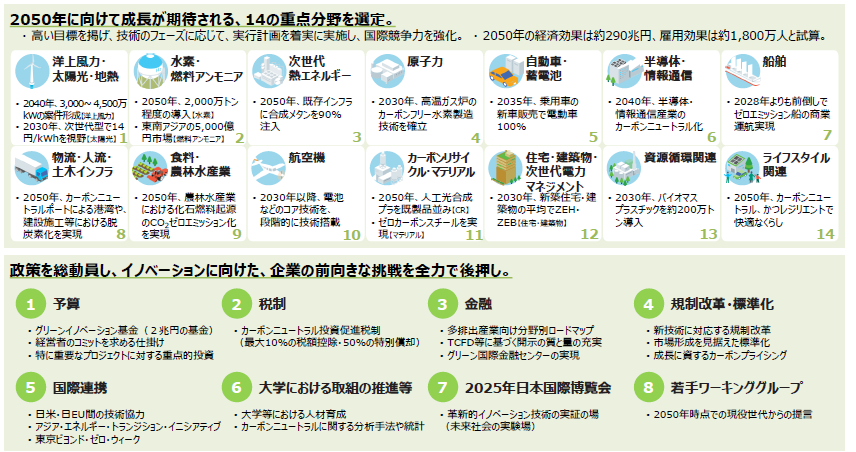 2050年に向けて成長が期待される、14の重点分野を選定。
・高い目標を掲げ、技術のフェーズに応じて、実行計画を着実に実施し、国際競争力を強化。 ・2050年の経済効果は約290兆円、雇用効果は約1,800万人と試算。
洋上風力・
太陽光・地熱
・2040年、3,000～4,500万
kWの案件形成【洋上風力】
・2030年、次世代型で14
円/kWhを視野【太陽光】
1
水素・
燃料アンモニア
・2050年、2,000万トン
程度の導入【水素】
・東南アジアの5,000億
円市場【燃料アンモニア】
2
次世代
熱エネルギー
・2050年、既存インフラ
に合成メタンを90%
注入
3
原子力
・2030年、高温ガス炉の
カーボンフリー水素製造
技術を確立
4
自動車・
蓄電池
・2035年、乗用車の
新車販売で電動車
100%
5
半導体・
情報通信
・2040年、半導体・
情報通信産業の
カーボンニュートラル化
6
船舶
・2028年よりも前倒しで
ゼロエミッション船の商業
運航実現
7
物流・人流・
土木インフラ
・2050年、カーボンニュー
トラルポートによる港湾や、
建設施工等における脱
炭素化を実現
8
食料・
農林水産業
・2050年、農林水産業
における化石燃料起源
のCO₂ゼロエミッション化
を実現
9
航空機
・2030年以降、電池
などのコア技術を、
段階的に技術搭載
10
カーボンリサイ
クル・マテリアル
・2050年、人工光合成
プラを既製品並み【CR】
・ゼロカーボンスチールを実
現【マテリアル】
11
住宅・建築物・
次世代電力
マネジメント
・2030年、新築住宅・建
築物の平均でZEH・
ZEB【住宅・建築物】
12
資源循環関連
・2030年、バイオマス
プラスチックを約200万ト
ン導入
13
ライフスタイル
関連
・2050年、カーボンニュー
トラル、かつレジリエントで
快適なくらし
14
政策を総動員し、イノベーションに向けた、企業の前向きな挑戦を全力で後押し。
1 予算
・グリーンイノベーション基金（２兆円の基金）
・経営者のコミットを求める仕掛け
・特に重要なプロジェクトに対する重点的投資
2 税制
・カーボンニュートラル投資促進税制
（最大10%の税額控除・50%の特別償却）
3 金融
・多排出産業向け分野別ロードマップ
・TCFD等に基づく開示の質と量の充実
・グリーン国際金融センターの実現
4 規制改革・標準化
・新技術に対応する規制改革
・市場形成を見据えた標準化
・成長に資するカーボンプライシング
5 国際連携
・日米・日EU間の技術協力
・アジア・エネルギー・トランジション・イニシアティブ
・東京ビヨンド・ゼロ・ウィーク
6 大学における取組の推進等
・大学等における人材育成
・カーボンニュートラルに関する分析手法や統計
7 2025年日本国際博覧会
・革新的イノベーション技術の実証の場
（未来社会の実験場）
8 若手ワーキンググループ
・2050年時点での現役世代からの提言